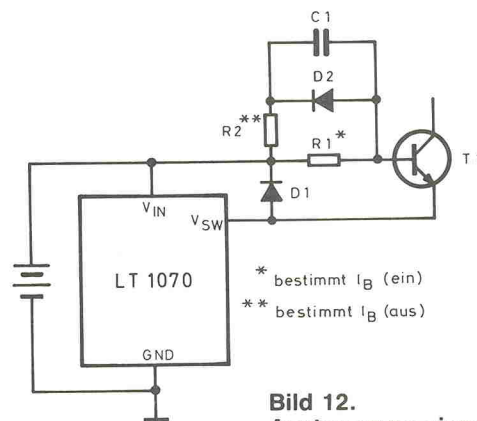 C1
D2
R2**
R1*
T
D1
VIN
VSW
LT 1070
* bestimmt IB (ein)
** bestimmt IB (aus)
GND
Bild 12.